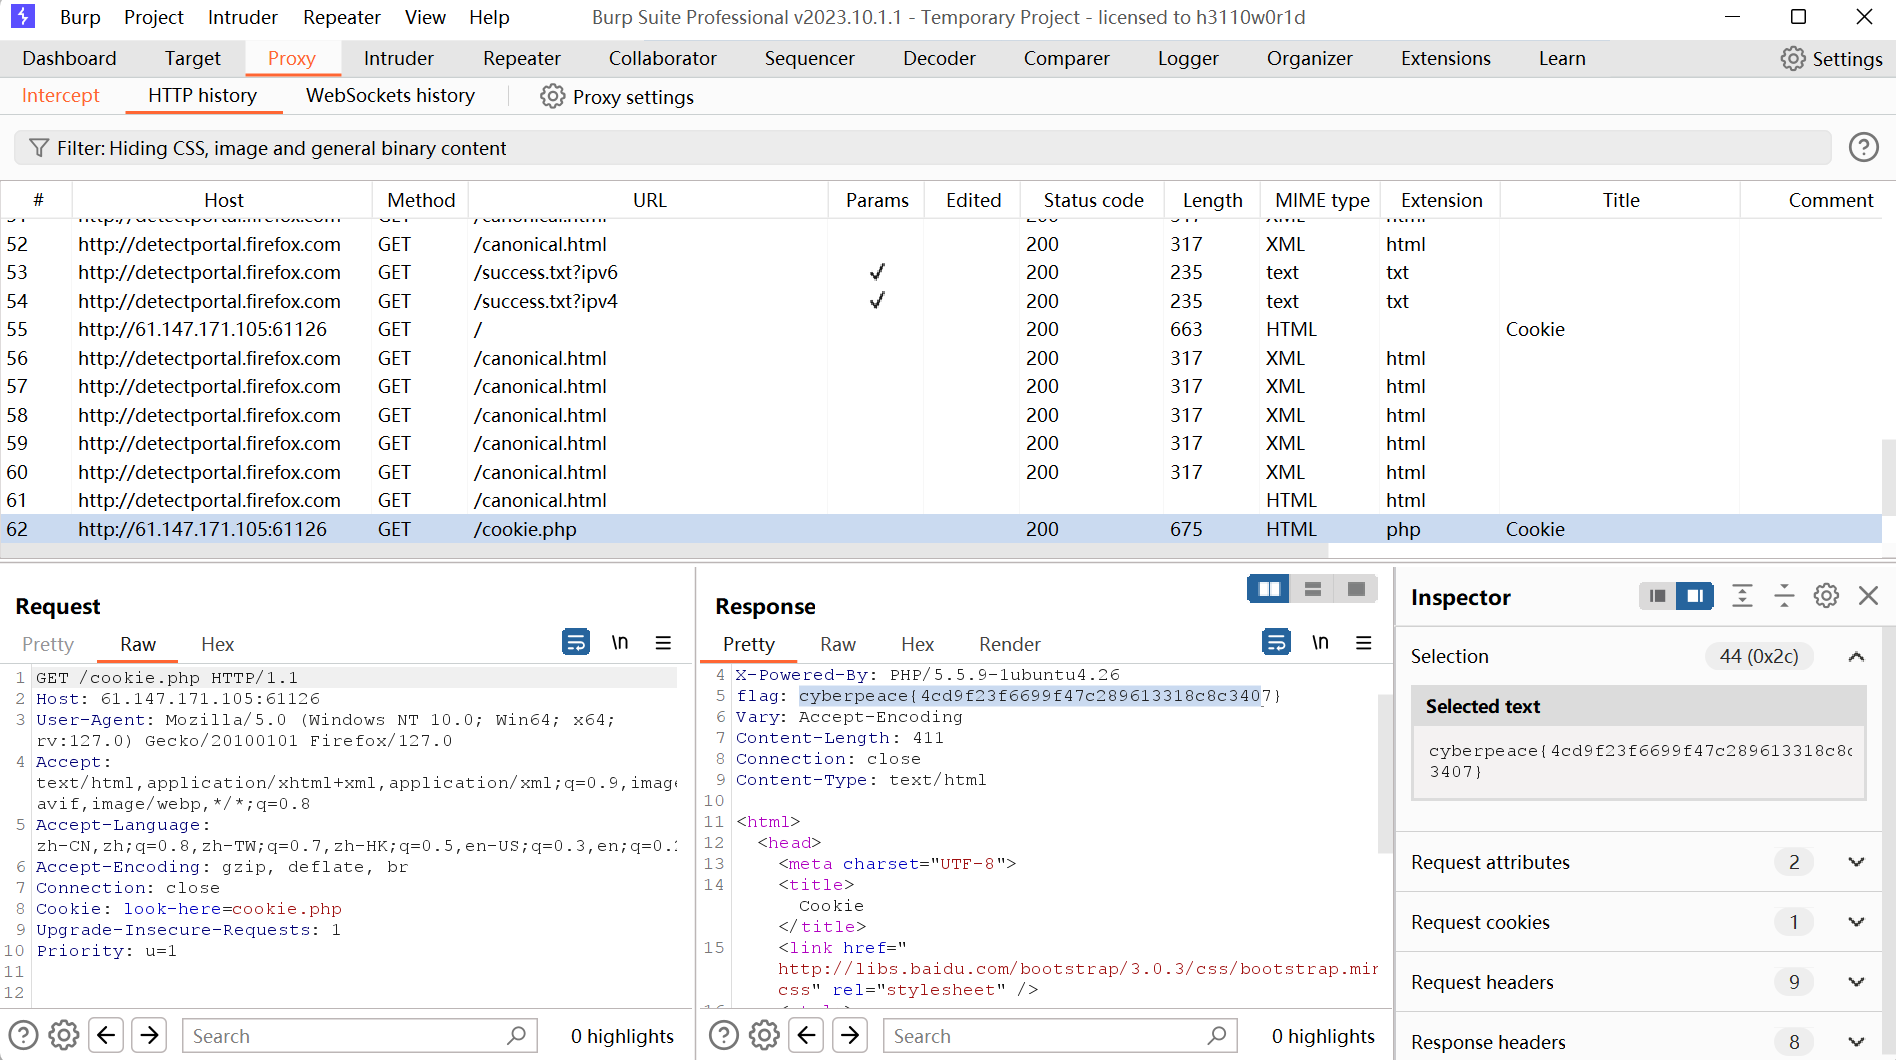 Burp Project Intruder Repeater View Help Burp Suite Professional v2023.10.1.1 - Temporary Project - licensed to h3110w0r1d
Dashboard Target Proxy Intruder Repeater Collaborator Sequencer Decoder Comparer Logger Organizer Extensions Learn Settings
Intercept HTTP history WebSockets history Proxy settings
Filter: Hiding CSS, image and general binary content
# Host Method URL Params Edited Status code Length MIME type Extension Title Comment
52 http://detectportal.firefox.com GET /canonical.html 200 317 XML html
53 http://detectportal.firefox.com GET /success.txt?ipv6 ✓ 200 235 text txt
54 http://detectportal.firefox.com GET /success.txt?ipv4 ✓ 200 235 text txt
55 http://61.147.171.105:61126 GET / 200 663 HTML Cookie
56 http://detectportal.firefox.com GET /canonical.html 200 317 XML html
57 http://detectportal.firefox.com GET /canonical.html 200 317 XML html
58 http://detectportal.firefox.com GET /canonical.html 200 317 XML html
59 http://detectportal.firefox.com GET /canonical.html 200 317 XML html
60 http://detectportal.firefox.com GET /canonical.html 200 317 XML html
61 http://detectportal.firefox.com GET /canonical.html HTML html
62 http://61.147.171.105:61126 GET /cookie.php 200 675 HTML php Cookie
Request
Pretty Raw Hex \n
1 GET /cookie.php HTTP/1.1
2 Host: 61.147.171.105:61126
3 User-Agent: Mozilla/5.0 (Windows NT 10.0; Win64; x64;
rv:127.0) Gecko/20100101 Firefox/127.0
4 Accept:
text/html,application/xhtml+xml,application/xml;q=0.9,image
avif,image/webp,*/*;q=0.8
5 Accept-Language:
zh-CN,zh;q=0.8,zh-TW;q=0.7,zh-HK;q=0.5,en-US;q=0.3,en;q=0.
6 Accept-Encoding: gzip, deflate, br
7 Connection: close
8 Cookie: look-here=cookie.php
9 Upgrade-Insecure-Requests: 1
10 Priority: u=1
11
12
Search 0 highlights
Response
Pretty Raw Hex Render \n
4 X-Powered-By: PHP/5.5.9-1ubuntu4.26
5 flag: cyberpeace{4cd9f23f6699f47c289613318c8c3407}
6 Vary: Accept-Encoding
7 Content-Length: 411
8 Connection: close
9 Content-Type: text/html
10
11 <html>
12 <head>
13 <meta charset="UTF-8">
14 <title>
Cookie
</title>
15 <link href="
http://libs.baidu.com/bootstrap/3.0.3/css/bootstrap.min
css" rel="stylesheet" />
Search 0 highlights
Inspector
Selection 44 (0x2c)
Selected text
cyberpeace{4cd9f23f6699f47c289613318c8c
3407}
Request attributes 2
Request cookies 1
Request headers 9
Response headers 8